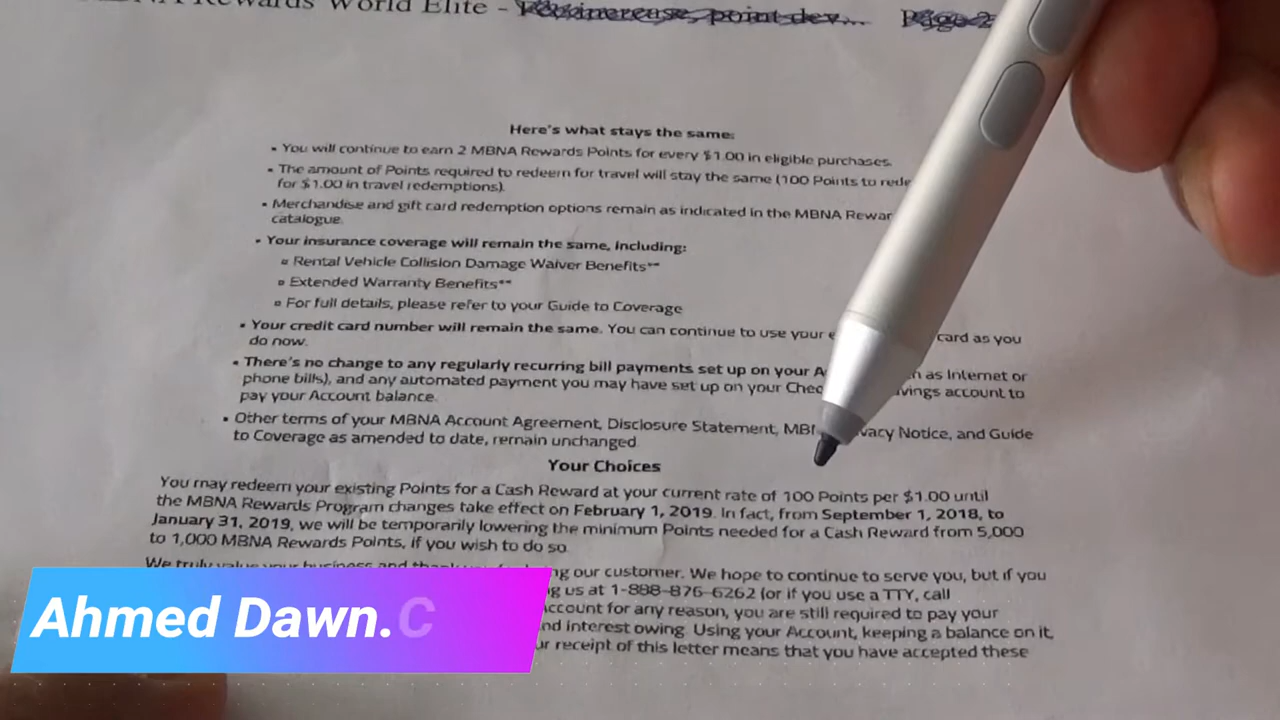 Rewards World Elite - Fee increase, point dev... Page 2
Here's what stays the same:
▪ You will continue to earn 2 MBNA Rewards Points for every $1.00 in eligible purchases.
▪ The amount of Points required to redeem for travel will stay the same (100 Points to
for $1.00 in travel redemptions).
▪ Merchandise and gift card redemption options remain as indicated in the MBNA
catalogue.
▪ Your insurance coverage will remain the same, including:
▫ Rental Vehicle Collision Damage Waiver Benefits**
▫ Extended Warranty Benefits**
▫ For full details, please refer to your Guide to Coverage
▪ Your credit card number will remain the same. You can continue to use your card as you
do now.
▪ There's no change to any regularly recurring bill payments set up on your as Internet or
phone bills), and any automated payment you may have set up on your account to
pay your Account balance.
▪ Other terms of your MBNA Account Agreement, Disclosure Statement, Notice, and Guide
to Coverage as amended to date, remain unchanged.
Your Choices
You may redeem your existing Points for a Cash Reward at your current rate of 100 Points per $1.00 until
the MBNA Rewards Program changes take effect on February 1, 2019. In fact, from September 1, 2018, to
January 31, 2019, we will be temporarily lowering the minimum Points needed for a Cash Reward from 5,000
to 1,000 MBNA Rewards Points, if you wish to do so.
We truly value your business and our customer. We hope to continue to serve you, but if you
us at 1-888-876-6262 (or if you use a TTY, call
Account for any reason, you are still required to pay your
interest owing. Using your Account, keeping a balance on it,
receipt of this letter means that you have accepted these
Ahmed Dawn.C